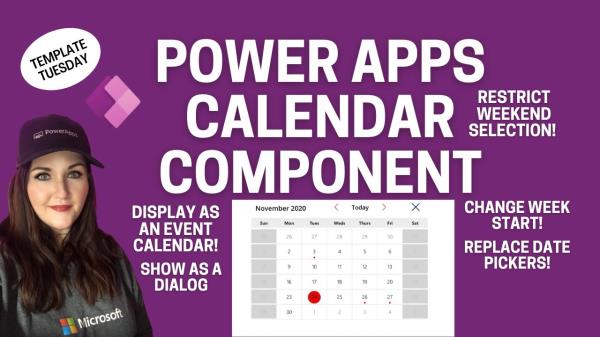 TEMPLATE
TUESDAY
POWER APPS
CALENDAR
COMPONENT
RESTRICT
WEEKEND
SELECTION!
PowerApps
DISPLAY AS
AN EVENT
CALENDAR!
SHOW AS A
DIALOG
CHANGE WEEK
START!
REPLACE DATE
PICKERS!
Microsoft
November 2020 < Today > X
Sun Mon Tues Weds Thurs Fri Sat
26 27 28 29 30
2 3 4 5 6
9 10 11 12 13
16 17 18 19 20
23 24 25 26 27
30 1 2 3 4